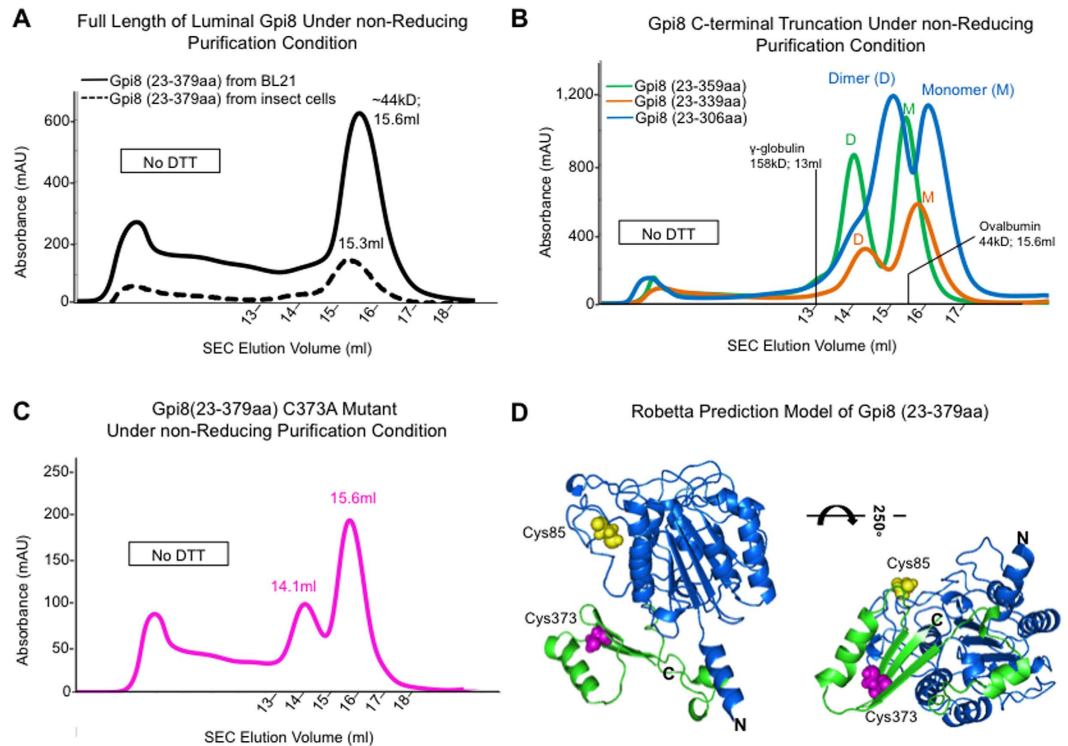 A
Full Length of Luminal Gpi8 Under non-Reducing
Purification Condition
Gpi8 (23-379aa) from BL21
Gpi8 (23-379aa) from insect cells
~44kD;
15.6ml
No DTT
15.3ml
600
400
200
0
Absorbance (mAU)
13
14
15
16
17
18
SEC Elution Volume (ml)
B
Gpi8 C-terminal Truncation Under non-Reducing
Purification Condition
Gpi8 (23-359aa)
Gpi8 (23-339aa)
Gpi8 (23-306aa)
Dimer (D)
Monomer (M)
M
D
γ-globulin
158kD; 13ml
M
D
No DTT
Ovalbumin
44kD; 15.6ml
1,200
800
400
0
Absorbance (mAU)
13
14
15
16
17
SEC Elution Volume (ml)
C
Gpi8(23-379aa) C373A Mutant
Under non-Reducing Purification Condition
250
200
150
100
50
0
Absorbance (mAU)
15.6ml
No DTT
14.1ml
13
14
15
16
17
18
SEC Elution Volume (ml)
D
Robetta Prediction Model of Gpi8 (23-379aa)
Cys85
Cys373
C
N
250°
Cys85
N
C
Cys373